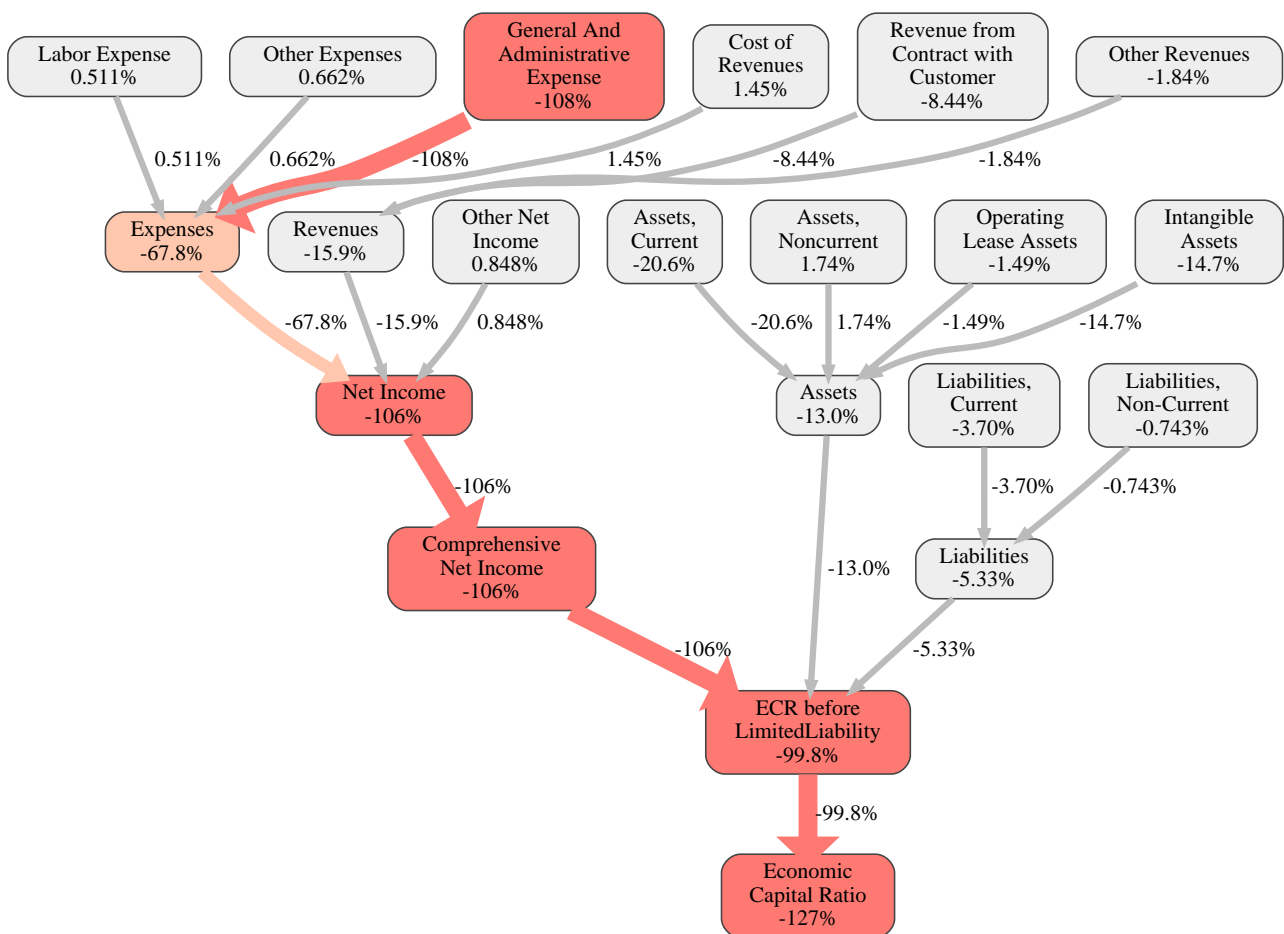 Labor Expense
0.511%
Other Expenses
0.662%
General And
Administrative
Expense
-108%
Cost of
Revenues
1.45%
Revenue from
Contract with
Customer
-8.44%
Other Revenues
-1.84%
0.511%
0.662%
-108%
1.45%
-8.44%
-1.84%
Expenses
-67.8%
Revenues
-15.9%
Other Net
Income
0.848%
Assets,
Current
-20.6%
Assets,
Noncurrent
1.74%
Operating
Lease Assets
-1.49%
Intangible
Assets
-14.7%
-67.8%
-15.9%
0.848%
-20.6%
1.74%
-1.49%
-14.7%
Net Income
-106%
Assets
-13.0%
Liabilities,
Current
-3.70%
Liabilities,
Non-Current
-0.743%
-106%
-3.70%
-0.743%
Comprehensive
Net Income
-106%
-13.0%
Liabilities
-5.33%
-106%
-5.33%
ECR before
LimitedLiability
-99.8%
-99.8%
Economic
Capital Ratio
-127%